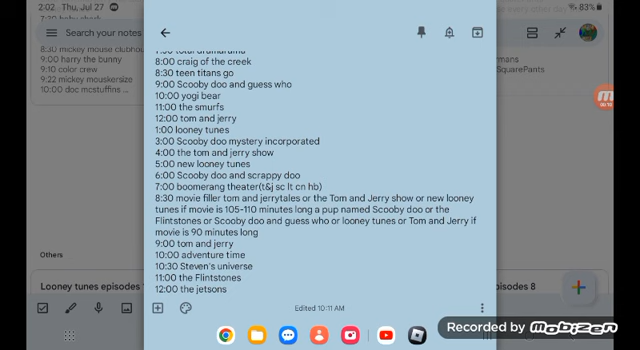 2:02 Thu, Jul 27
83%
Search your notes
8:30 mickey mouse clubhou
9:00 harry the bunny
9:10 color crew
9:22 mickey mousekersize
10:00 doc mcstuffins ...
8:00 craig of the creek
8:30 teen titans go
9:00 Scooby doo and guess who
10:00 yogi bear
11:00 the smurfs
12:00 tom and jerry
1:00 looney tunes
3:00 Scooby doo mystery incorporated
4:00 the tom and jerry show
5:00 new looney tunes
6:00 Scooby doo and scrappy doo
7:00 boomerang theater(t&j sc lt cn hb)
8:30 movie filler tom and jerrytales or the Tom and Jerry show or new looney
tunes if movie is 105-110 minutes long a pup named Scooby doo or the
Flintstones or Scooby doo and guess who or looney tunes or Tom and Jerry if
movie is 90 minutes long
9:00 tom and jerry
10:00 adventure time
10:30 Steven's universe
11:00 the Flintstones
12:00 the jetsons
Edited 10:11 AM
rmans
SquarePants
Others
Looney tunes episodes
episodes 8
Recorded by mobizen